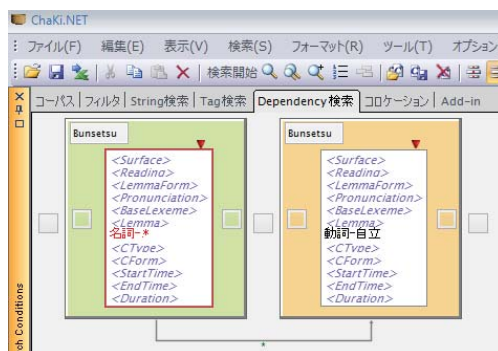 ChaKi.NET
ファイル(F) 編集(E) 表示(V) 検索(S) フォーマット(R) ツール(T) オプション
検索開始
コーパス フィルタ String検索 Tag検索 Dependency検索 コロケーション Add-in
Bunsetsu
<Surface>
<Reading>
<LemmaForm>
<Pronunciation>
<BaseLexeme>
<Lemma>
名詞-*
<CType>
<CForm>
<StartTime>
<EndTime>
<Duration>
Bunsetsu
<Surface>
<Reading>
<LemmaForm>
<Pronunciation>
<BaseLexeme>
<Lemma>
動詞-自立
<CType>
<CForm>
<StartTime>
<EndTime>
<Duration>
*
ch Conditions